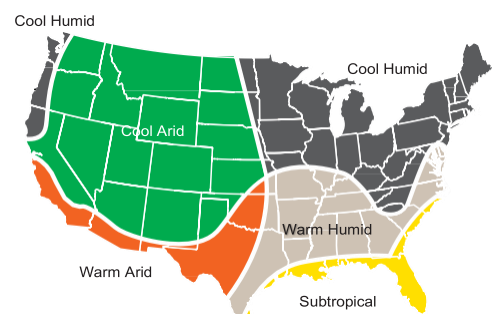 Cool Humid
Cool Humid
Cool Arid
Warm Humid
Warm Arid
Subtropical